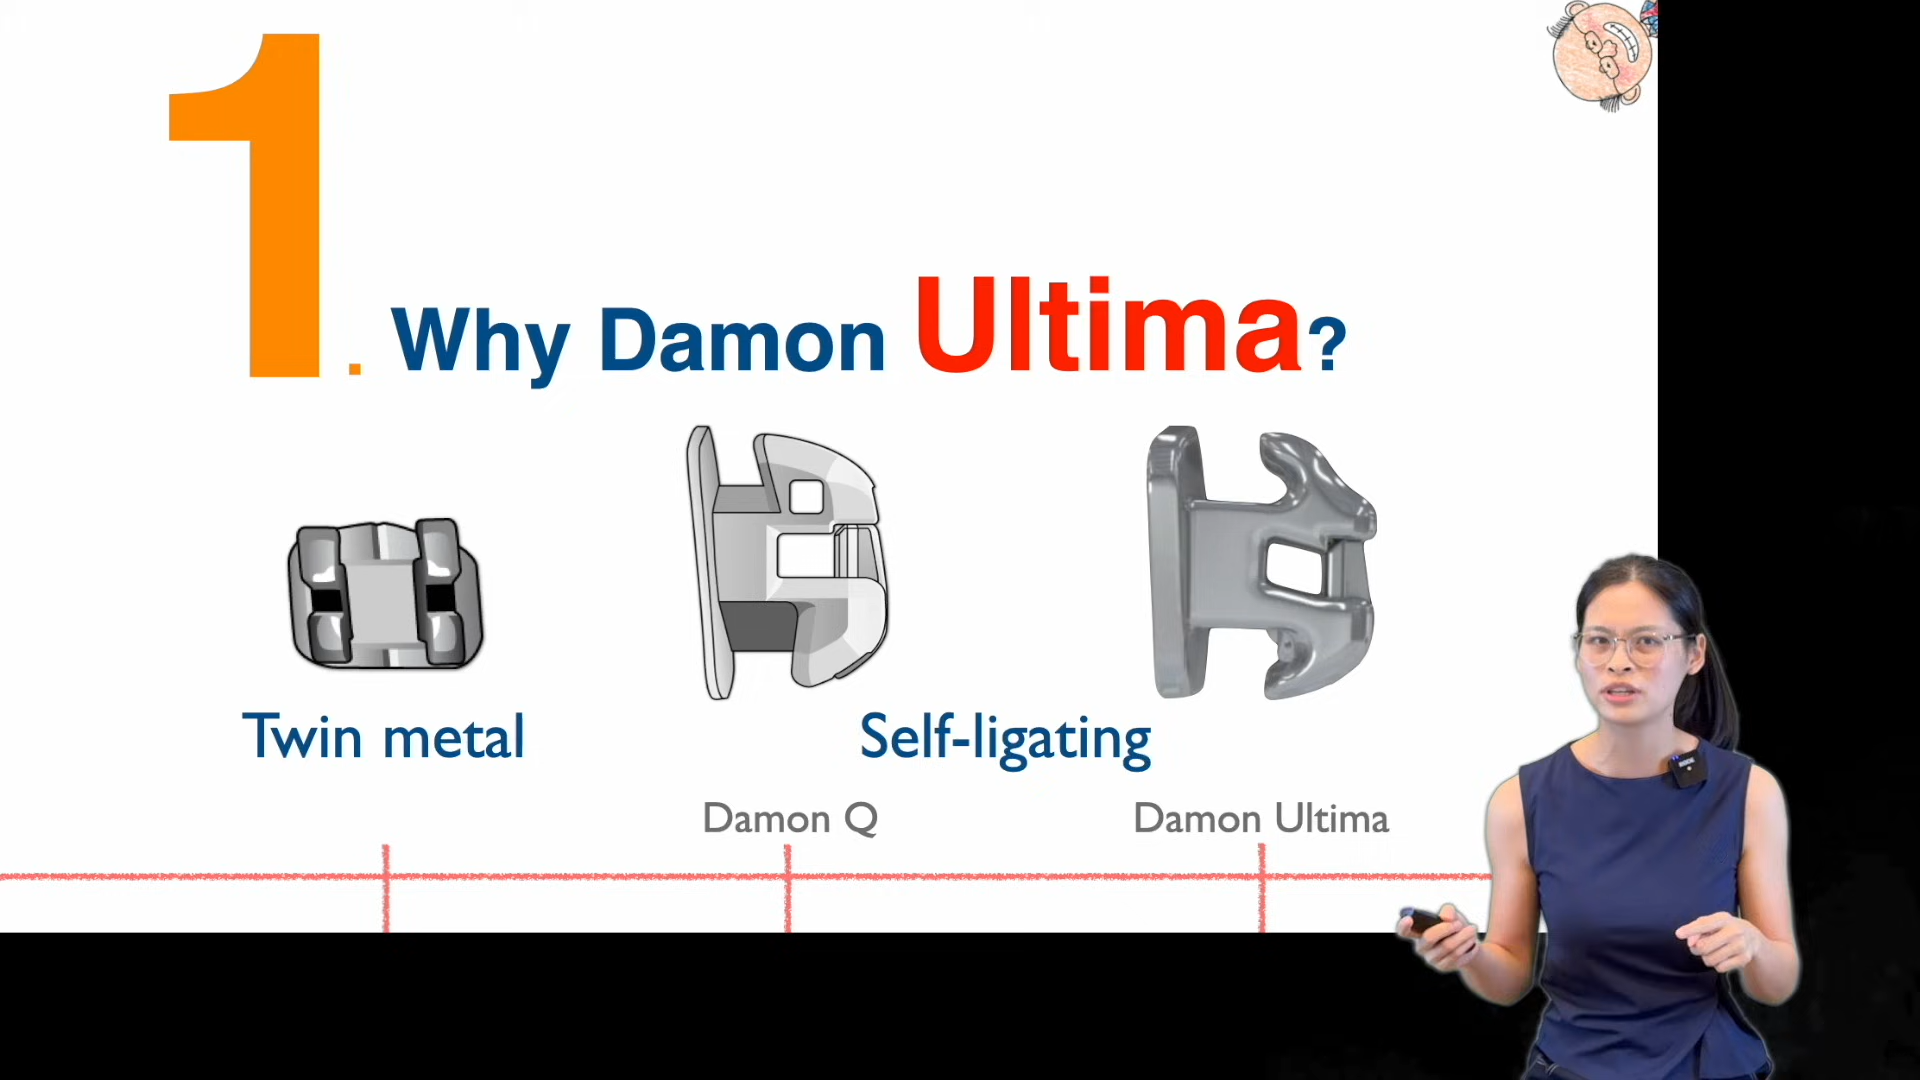 1. Why Damon Ultima?
Twin metal
Self-ligating
Damon Q
Damon Ultima